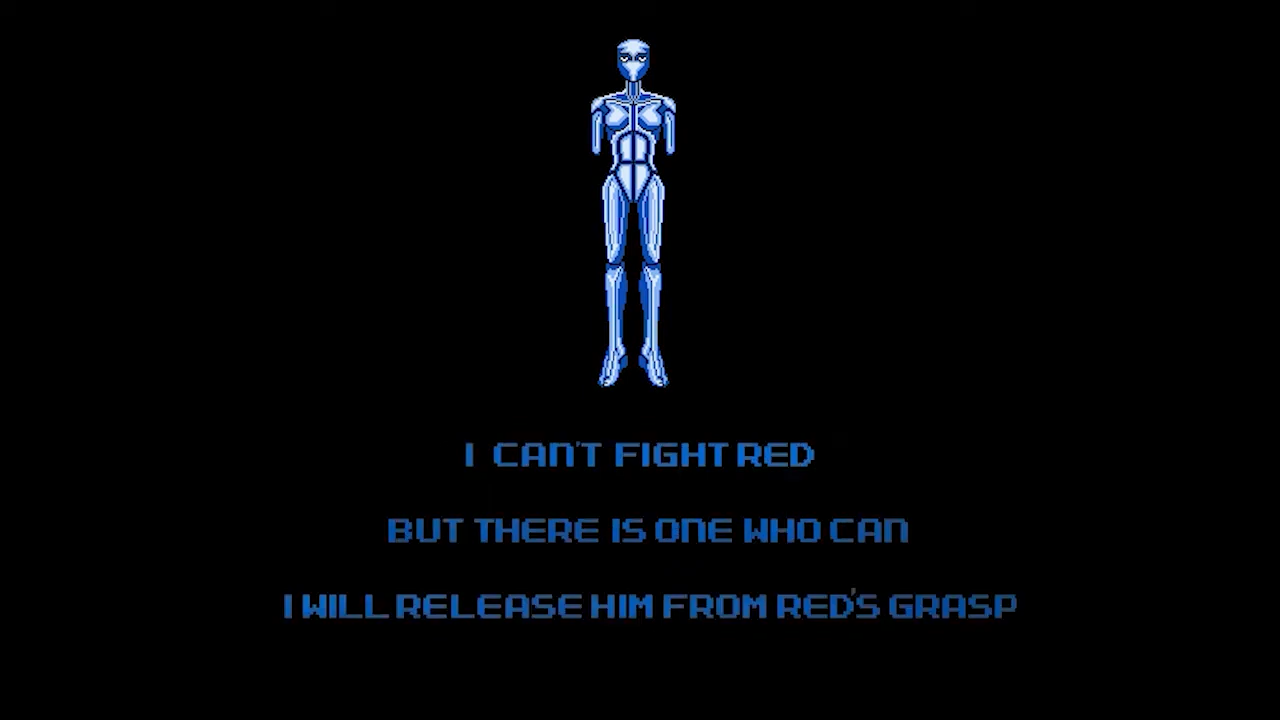 I CAN'T FIGHT RED
BUT THERE IS ONE WHO CAN
I WILL RELEASE HIM FROM RED'S GRASP